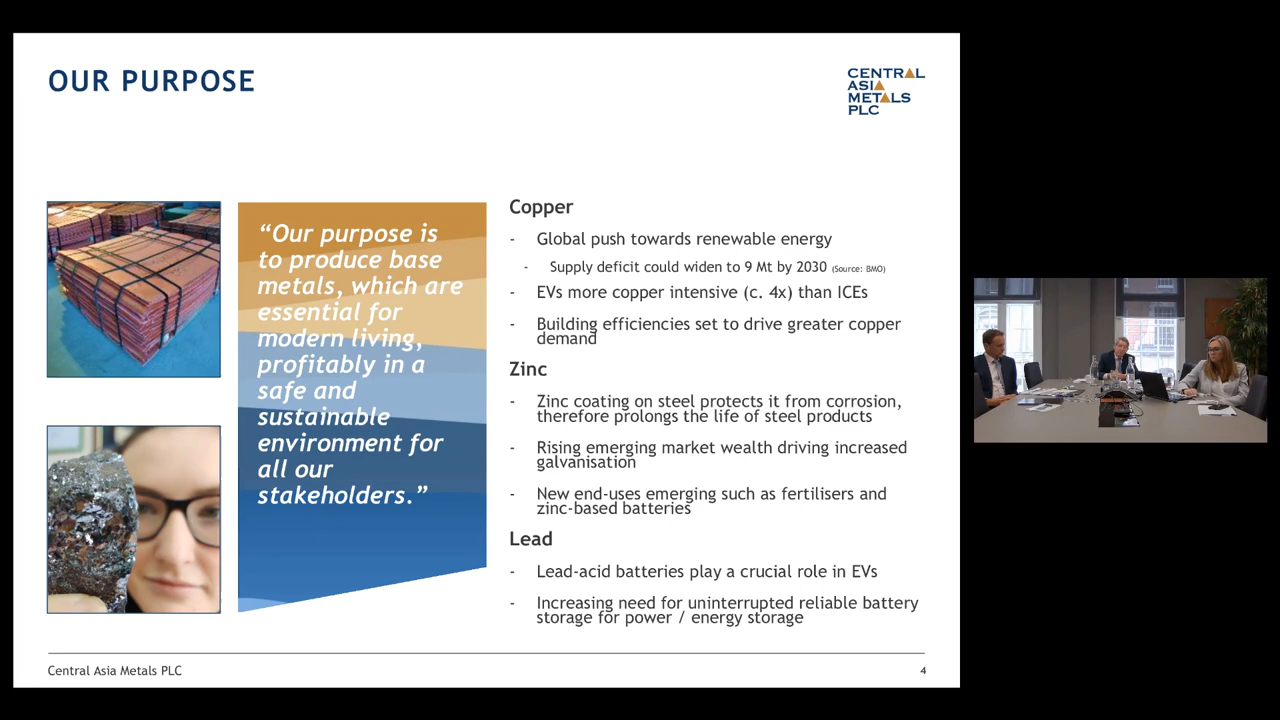 OUR PURPOSE
CENTRAL
ASIA
METALS
PLC
“Our purpose is
to produce base
metals, which are
essential for
modern living,
profitably in a
safe and
sustainable
environment for
all our
stakeholders.”
Copper
- Global push towards renewable energy
- Supply deficit could widen to 9 Mt by 2030 (Source: BMO)
- EVs more copper intensive (c. 4x) than ICEs
- Building efficiencies set to drive greater copper
demand
Zinc
- Zinc coating on steel protects it from corrosion,
therefore prolongs the life of steel products
- Rising emerging market wealth driving increased
galvanisation
- New end-uses emerging such as fertilisers and
zinc-based batteries
Lead
- Lead-acid batteries play a crucial role in EVs
- Increasing need for uninterrupted reliable battery
storage for power / energy storage
Central Asia Metals PLC
4